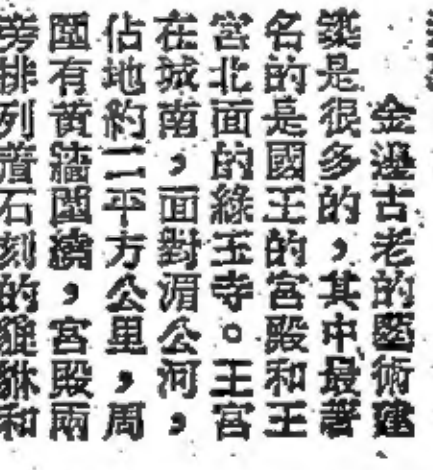 金邊古老的藝術建
築是很多的,其中最著
名的是國王的宮殿和王
宮北面的綠玉寺。王宮
在城南,面對湄公河,
佔地約二平方公里,周
圍有黄牆圍繞,宮殿兩
旁排列着石刻的貔貅和